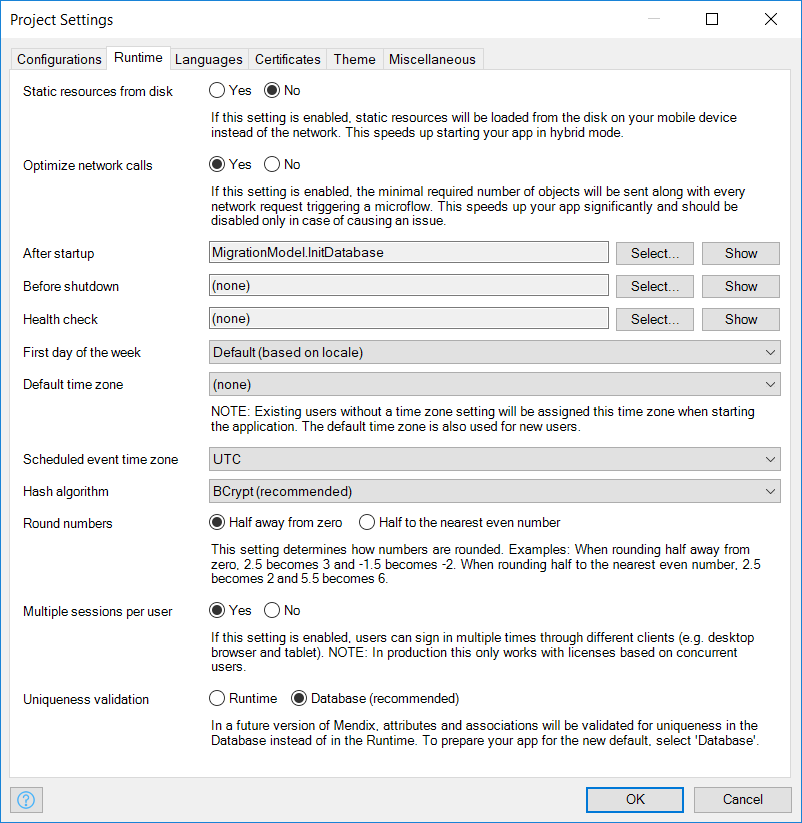 Project Settings
Configurations Runtime Languages Certificates Theme Miscellaneous
Static resources from disk Yes No
If this setting is enabled, static resources will be loaded from the disk on your mobile device
instead of the network. This speeds up starting your app in hybrid mode.
Optimize network calls Yes No
If this setting is enabled, the minimal required number of objects will be sent along with every
network request triggering a microflow. This speeds up your app significantly and should be
disabled only in case of causing an issue.
After startup MigrationModel.InitDatabase Select... Show
Before shutdown (none) Select... Show
Health check (none) Select... Show
First day of the week Default (based on locale)
Default time zone (none)
NOTE: Existing users without a time zone setting will be assigned this time zone when starting
the application. The default time zone is also used for new users.
Scheduled event time zone UTC
Hash algorithm BCrypt (recommended)
Round numbers Half away from zero Half to the nearest even number
This setting determines how numbers are rounded. Examples: When rounding half away from
zero, 2.5 becomes 3 and -1.5 becomes -2. When rounding half to the nearest even number, 2.5
becomes 2 and 5.5 becomes 6.
Multiple sessions per user Yes No
If this setting is enabled, users can sign in multiple times through different clients (e.g. desktop
browser and tablet). NOTE: In production this only works with licenses based on concurrent
users.
Uniqueness validation Runtime Database (recommended)
In a future version of Mendix, attributes and associations will be validated for uniqueness in the
Database instead of in the Runtime. To prepare your app for the new default, select 'Database'.
? OK Cancel